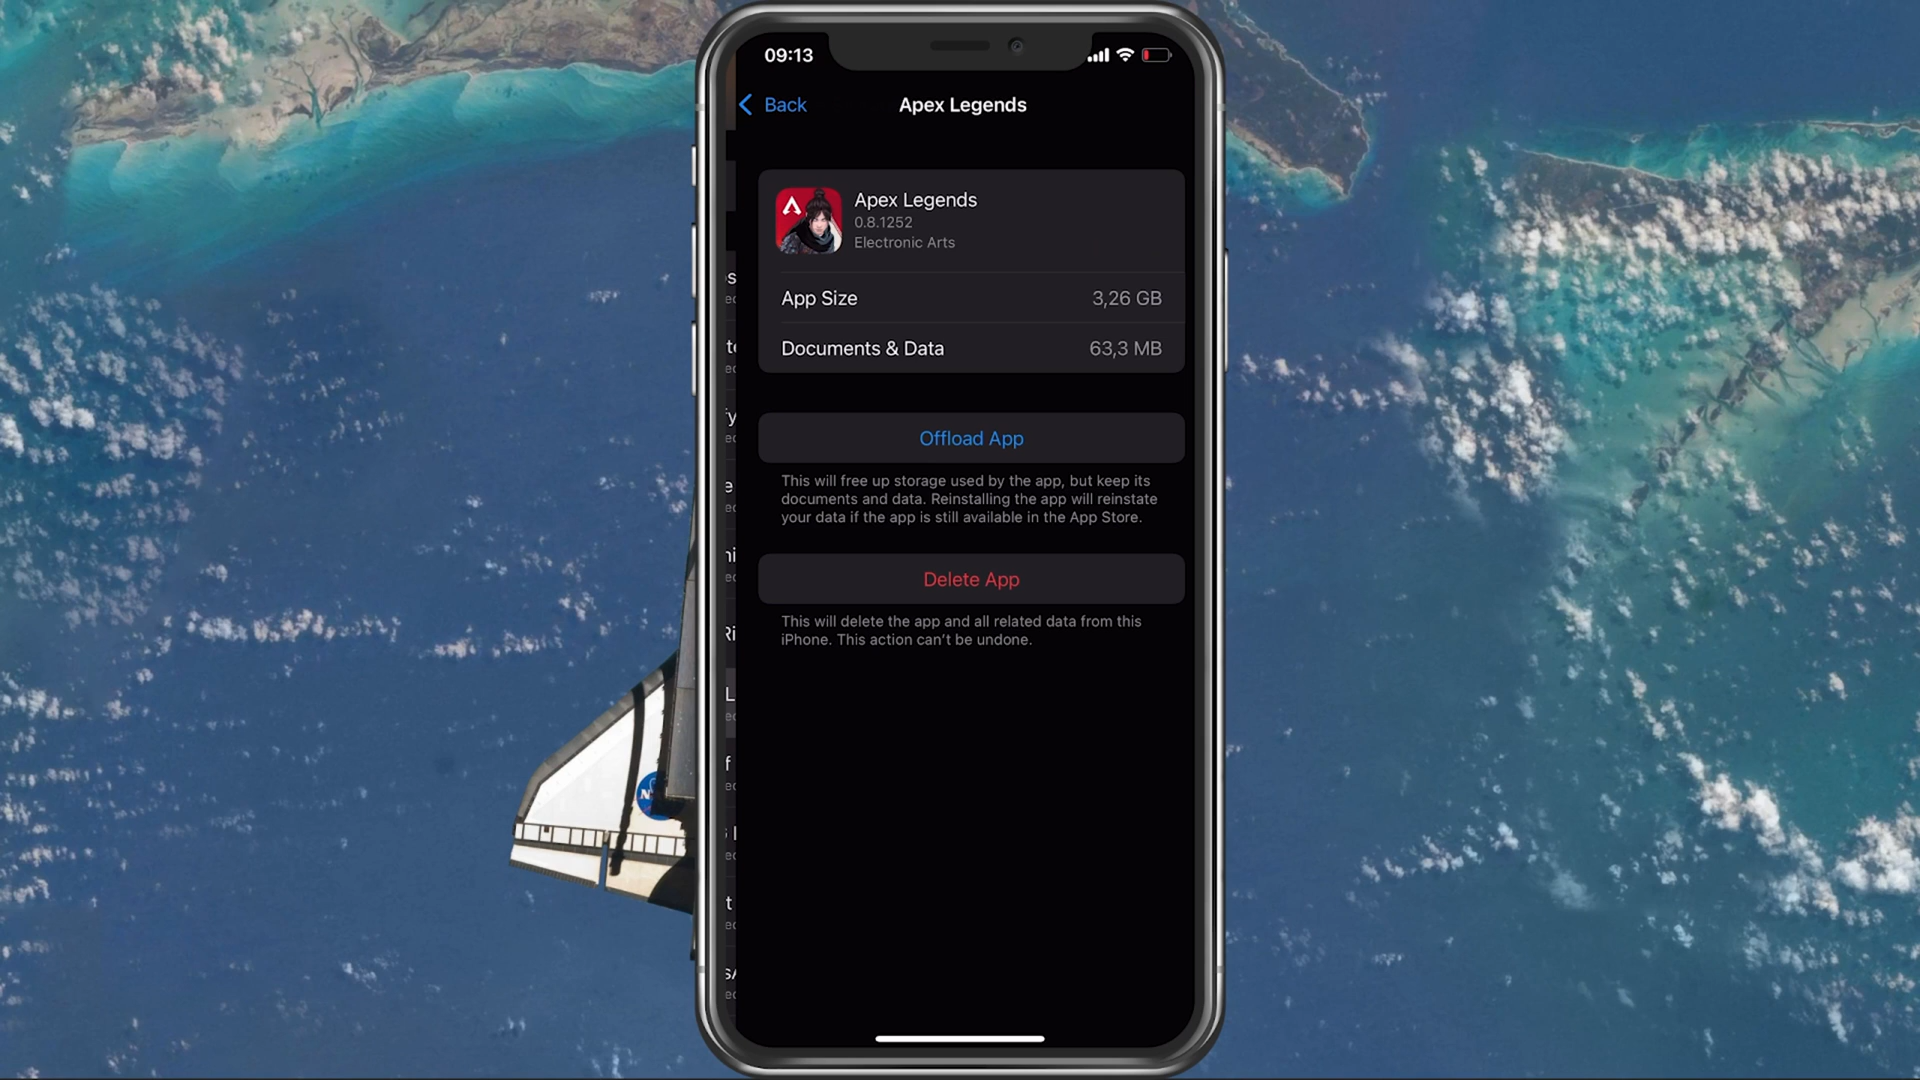 09:13
Back
Apex Legends
Apex Legends
0.8.1252
Electronic Arts
App Size
3,26 GB
Documents & Data
63,3 MB
Offload App
This will free up storage used by the app, but keep its
documents and data. Reinstalling the app will reinstate
your data if the app is still available in the App Store.
Delete App
This will delete the app and all related data from this
iPhone. This action can't be undone.